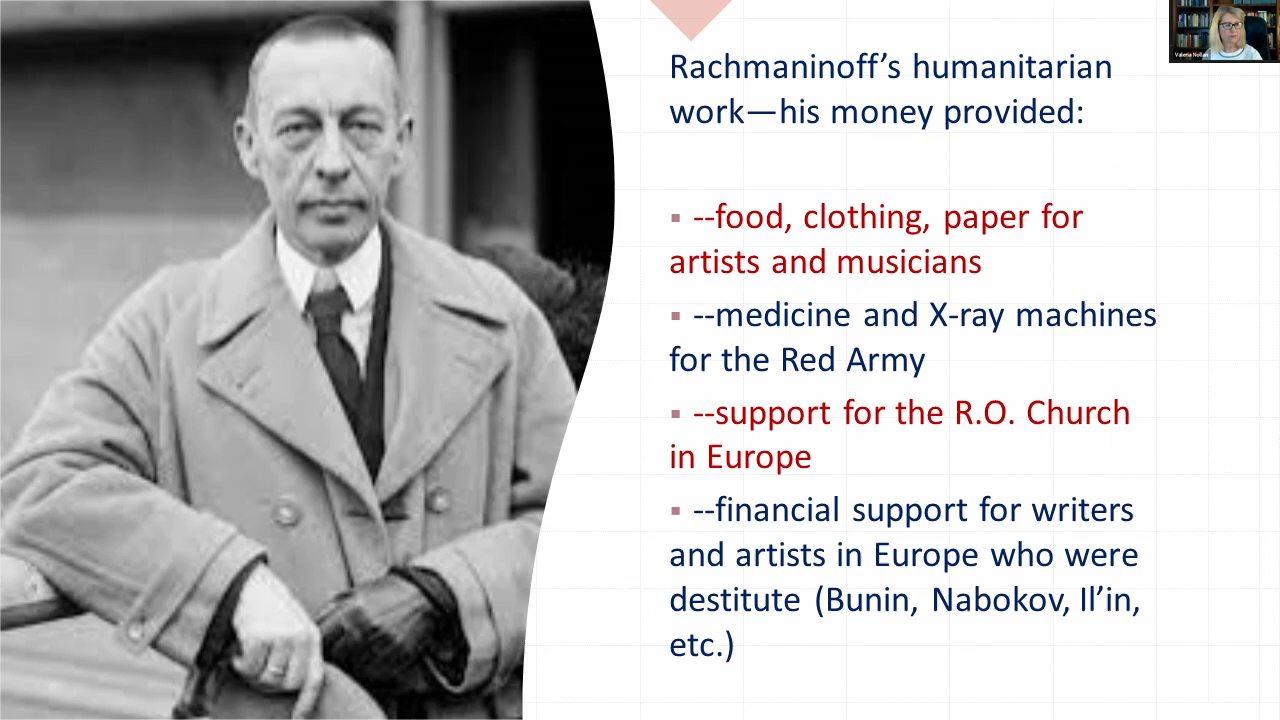 Rachmaninoff’s humanitarian
work—his money provided:
--food, clothing, paper for
artists and musicians
--medicine and X-ray machines
for the Red Army
--support for the R.O. Church
in Europe
--financial support for writers
and artists in Europe who were
destitute (Bunin, Nabokov, Il’in,
etc.)
Valeria Nollan